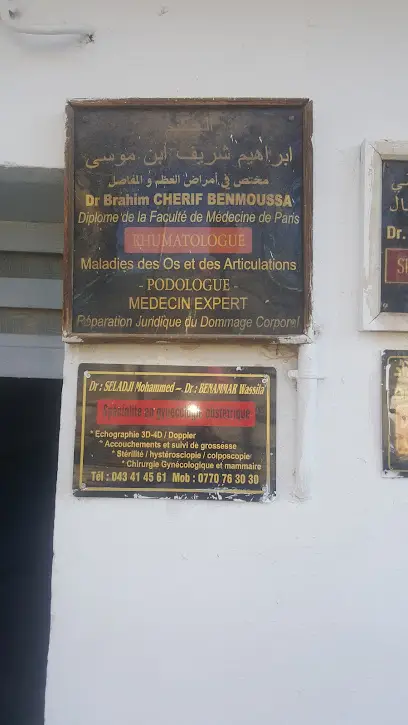 ابراهيم شريف ابن موسى
مختص في أمراض العظم و المفاصل
Dr Brahim CHERIF BENMOUSSA
Diplome de la Faculté de Médecine de Paris
RHUMATOLOGUE
Maladies des Os et des Articulations
- PODOLOGUE -
MEDECIN EXPERT
Réparation Juridique du Dommage Corporel
Dr : SELADJI Mohammed – Dr : BENAMMAR Wassila
Spécialité en gynécologie obstétrique
* Echographie 3D-4D / Doppler
* Accouchements et suivi de grossesse
* Stérilité / hystéroscopie / colposcopie
* Chirurgie Gynécologique et mammaire
Tél : 043 41 45 61 Mob : 0770 76 30 30
Dr.